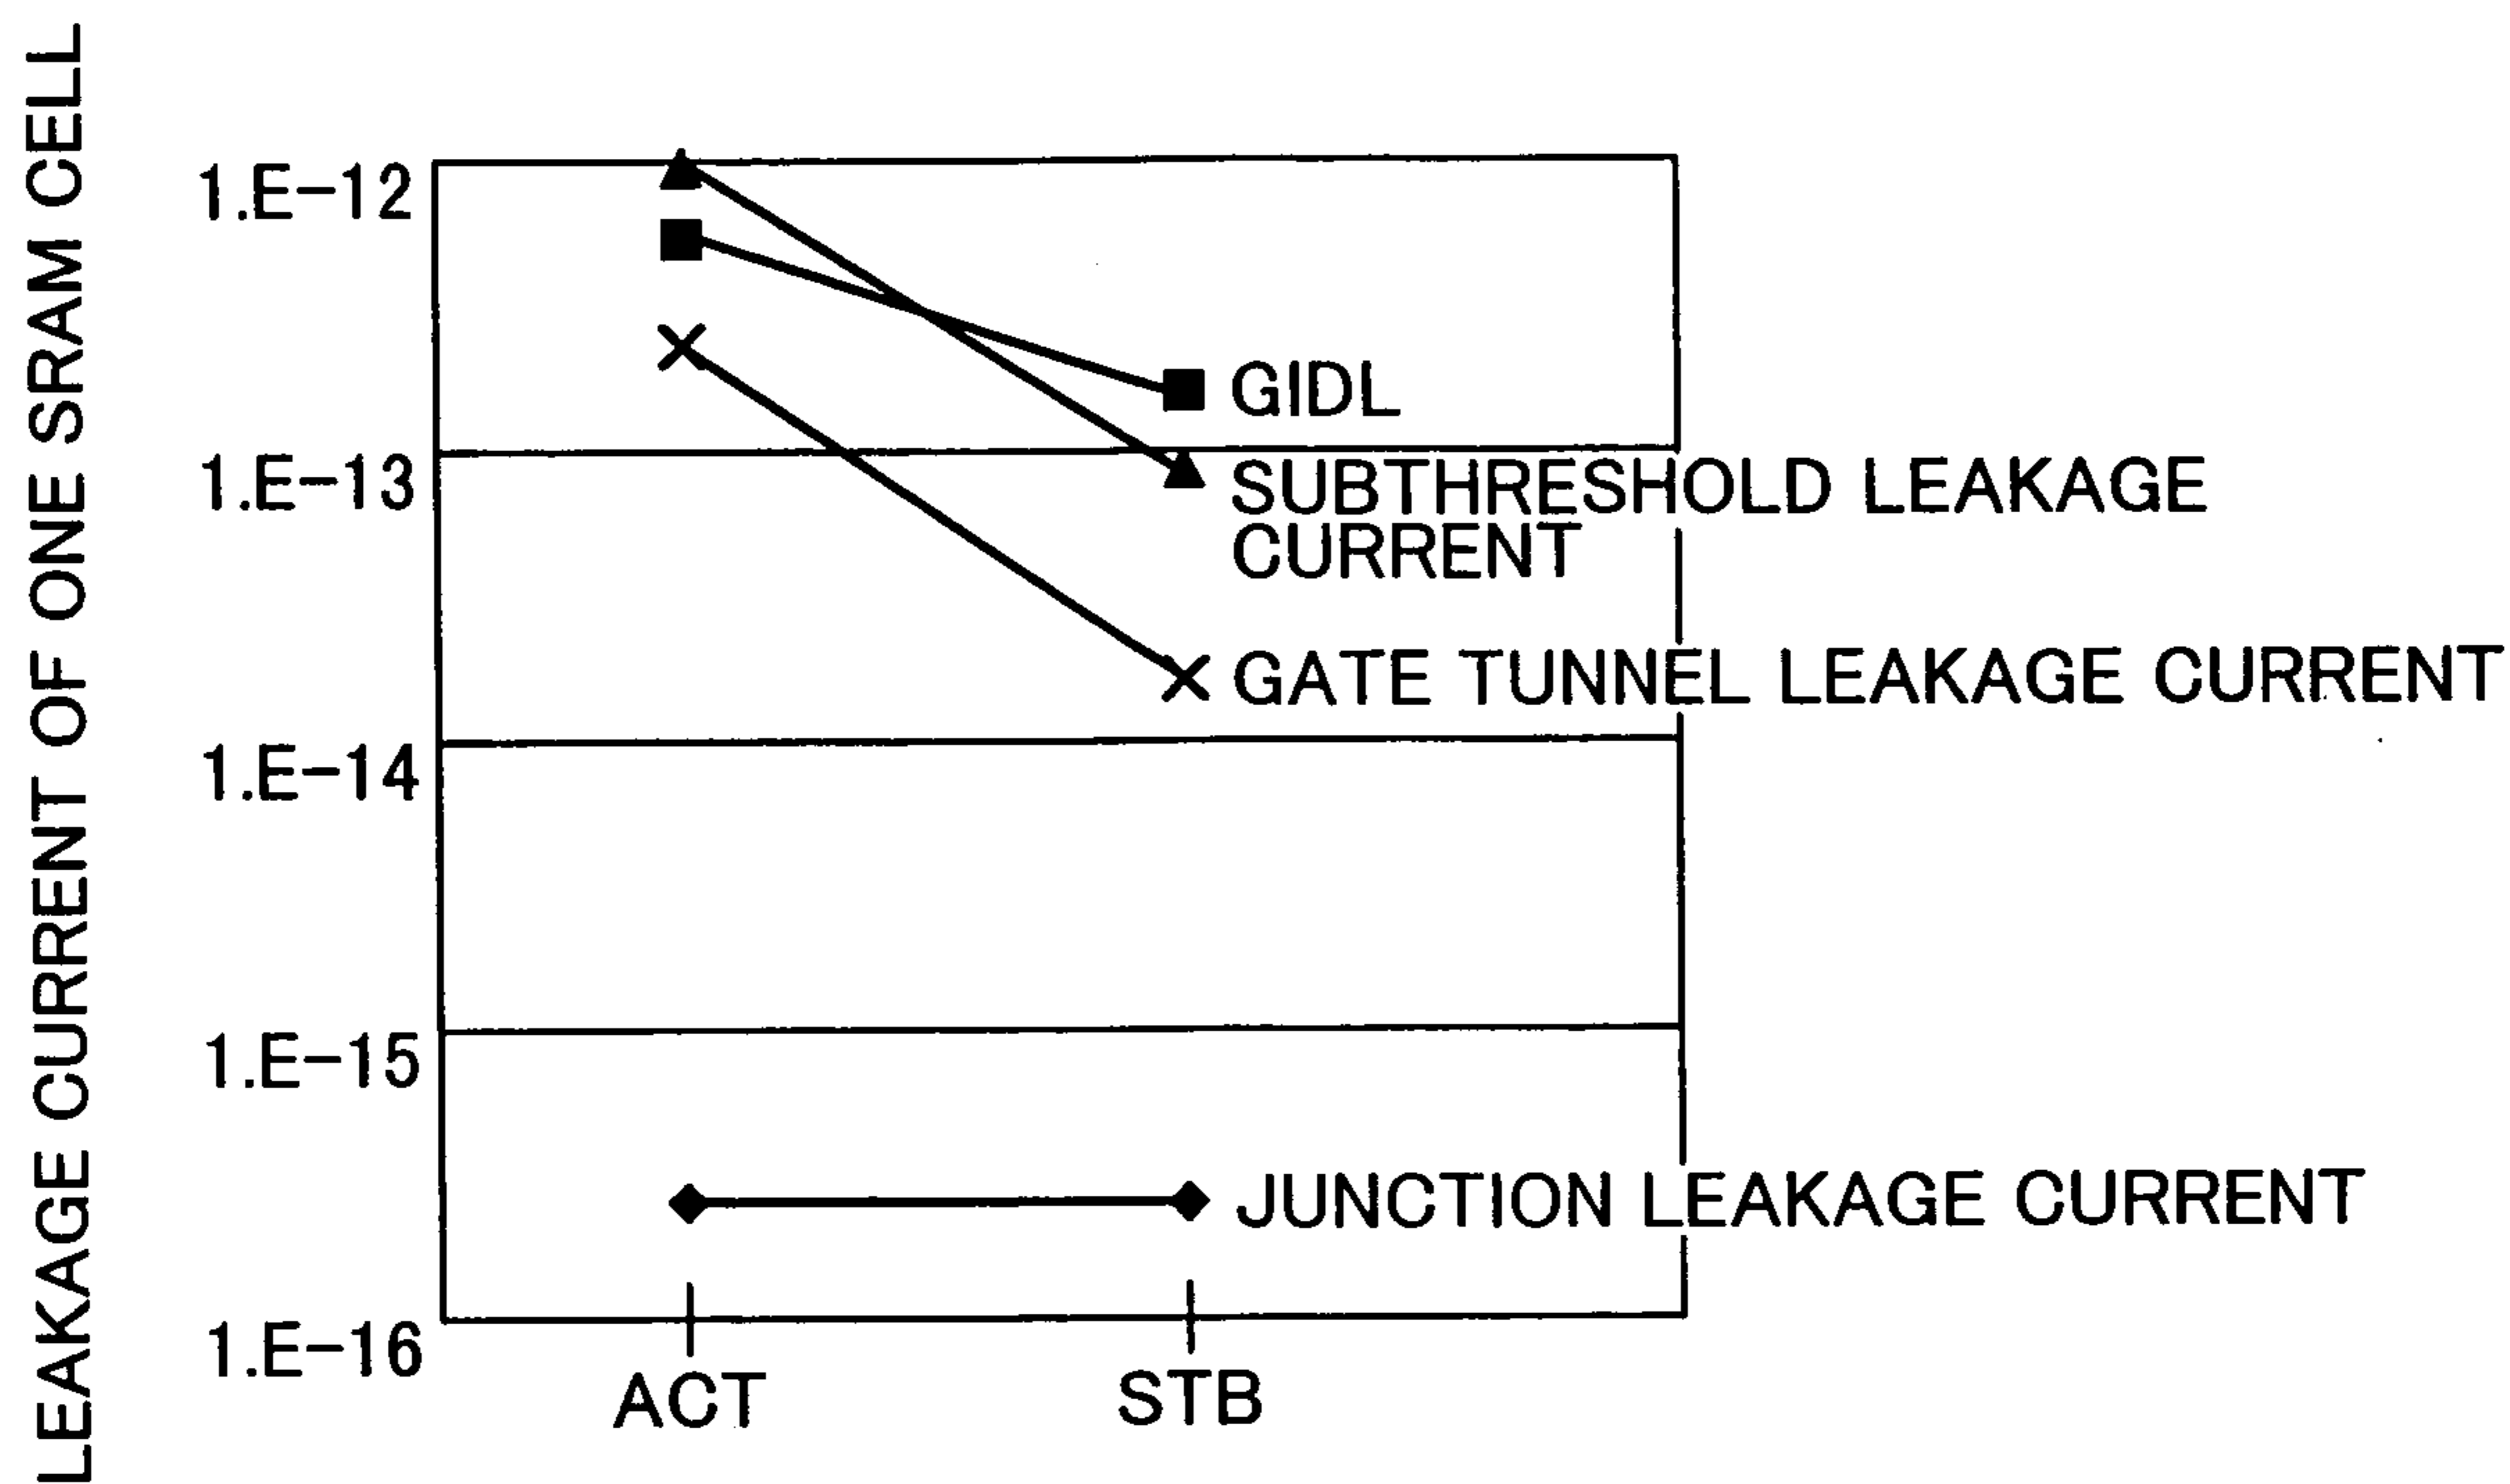 LEAKAGE CURRENT OF ONE SRAM CELL
1.E-12
1.E-13
1.E-14
1.E-15
1.E-16
GIDL
SUBTHRESHOLD LEAKAGE
CURRENT
GATE TUNNEL LEAKAGE CURRENT
JUNCTION LEAKAGE CURRENT
ACT
STB